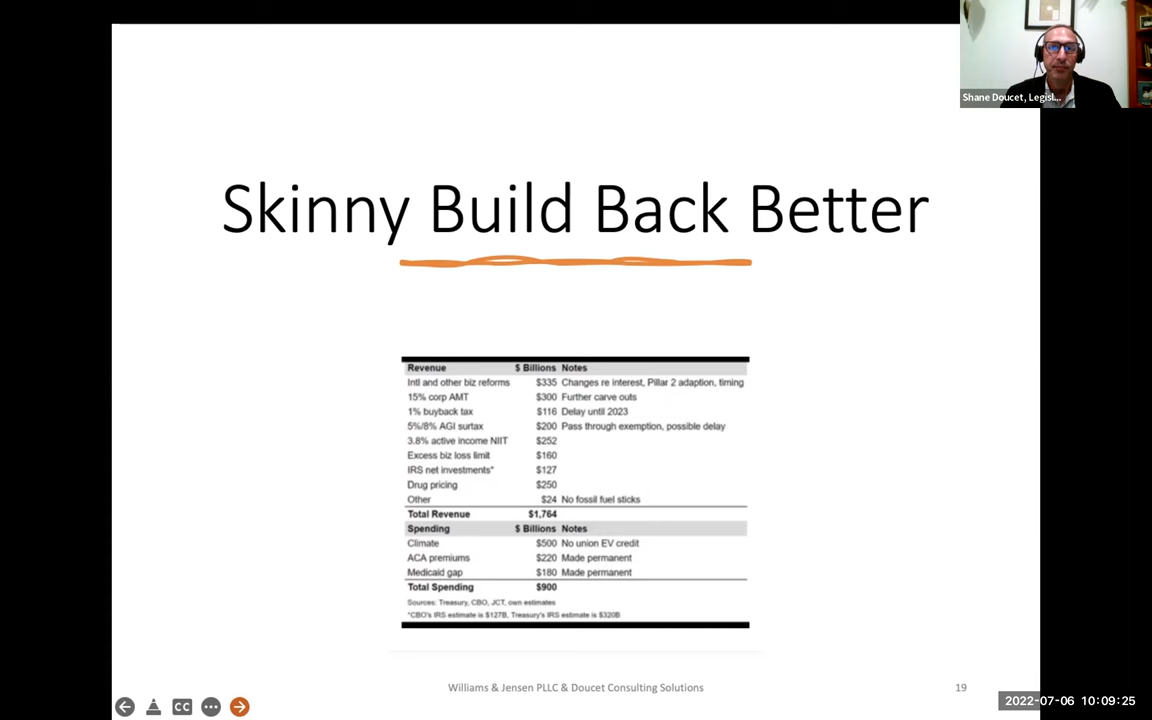 Shane Doucet, Legisl...
Skinny Build Back Better
Revenue $ Billions Notes
Intl and other biz reforms $335 Changes re interest, Pillar 2 adaption, timing
15% corp AMT $300 Further carve outs
1% buyback tax $116 Delay until 2023
5%/8% AGI surtax $200 Pass through exemption, possible delay
3.8% active income NIIT $252
Excess biz loss limit $160
IRS net investments* $127
Drug pricing $250
Other $24 No fossil fuel sticks
Total Revenue $1,764
Spending $ Billions Notes
Climate $500 No union EV credit
ACA premiums $220 Made permanent
Medicaid gap $180 Made permanent
Total Spending $900
Sources: Treasury, CBO, JCT, own estimates
*CBO's IRS estimate is $127B, Treasury's IRS estimate is $320B
Williams & Jensen PLLC & Doucet Consulting Solutions 19
CC
2022-07-06 10:09:25